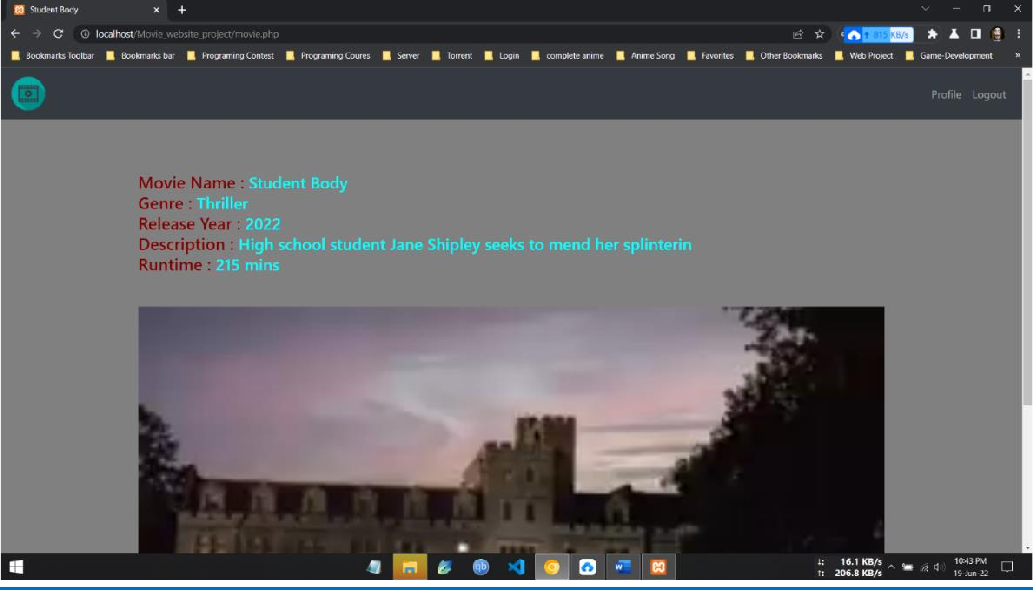 Student Body
localhost/Movie_website_project/movie.php
815 KB/s
Bookmarks Toolbar Bookmarks bar Programing Contest Programing Coures Server Torrent Login complete anime Anime Song Favorites Other Bookmarks Web Project Game-Development »
Profile Logout
Movie Name : Student Body
Genre : Thriller
Release Year : 2022
Description : High school student Jane Shipley seeks to mend her splinterin
Runtime : 215 mins
16.1 KB/s
206.8 KB/s
10:43 PM
19-Jun-22